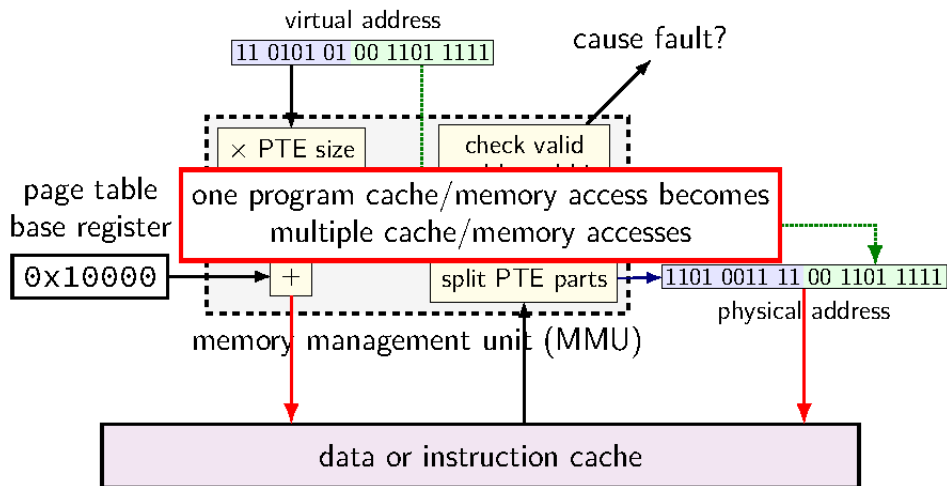 virtual address
11 0101 01 00 1101 1111
cause fault?
× PTE size
check valid
page table
base register
one program cache/memory access becomes
multiple cache/memory accesses
0x10000
+
split PTE parts
1101 0011 11 00 1101 1111
physical address
memory management unit (MMU)
data or instruction cache